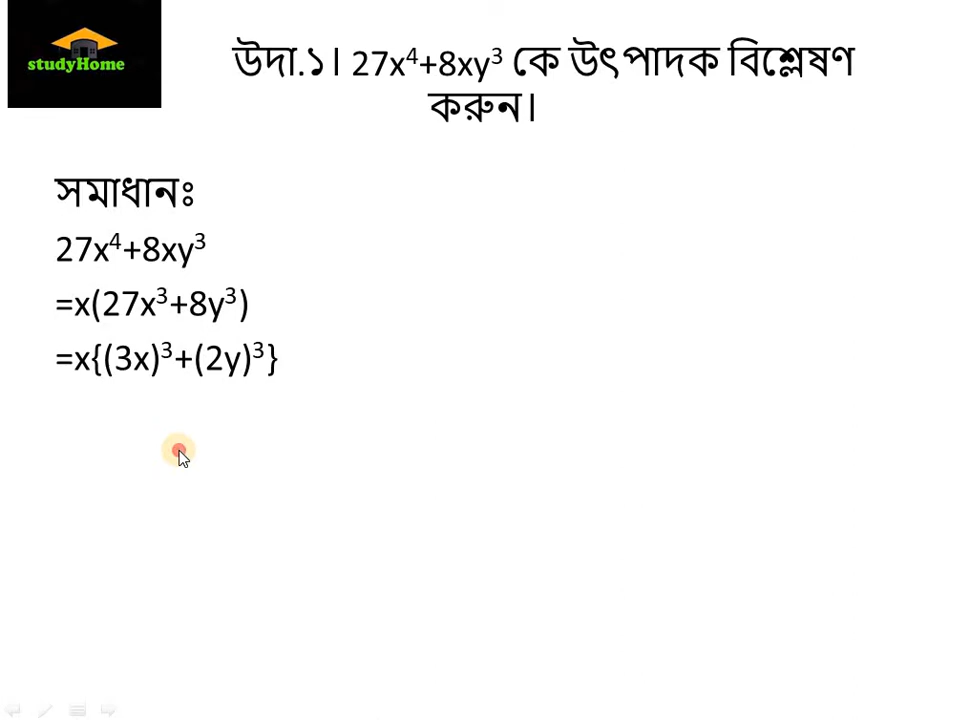 studyHome
উদা.১। 27x⁴+8xy³ কে উৎপাদক বিশ্লেষণ
করুন।
সমাধানঃ
27x⁴+8xy³
=x(27x³+8y³)
=x{(3x)³+(2y)³}